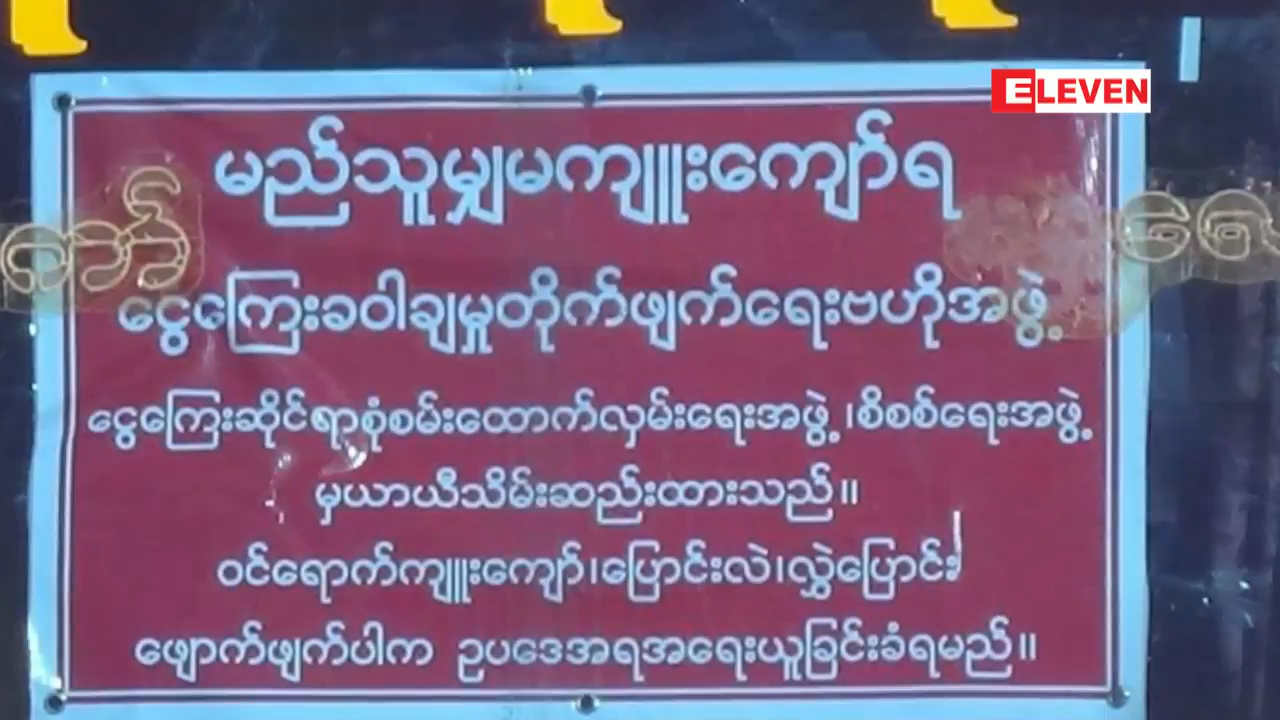 ELEVEN
မည်သူမျှမကျူးကျော်ရ
ငွေကြေးခဝါချမှုတိုက်ဖျက်ရေးဗဟိုအဖွဲ့
ငွေကြေးဆိုင်ရာစုံစမ်းထောက်လှမ်းရေးအဖွဲ့၊စိစစ်ရေးအဖွဲ့
မှယာယီသိမ်းဆည်းထားသည်။
ဝင်ရောက်ကျူးကျော်၊ပြောင်းလဲ၊လွှဲပြောင်း၊
ဖျောက်ဖျက်ပါက ဥပဒေအရအရေးယူခြင်းခံရမည်။